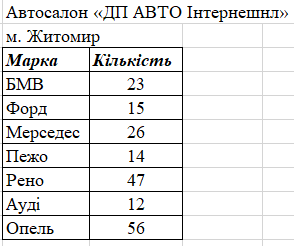 Автосалон «ДП АВТО Інтернешнл»
м. Житомир
Марка Кількість
БМВ 23
Форд 15
Мерседес 26
Пежо 14
Рено 47
Ауді 12
Опель 56